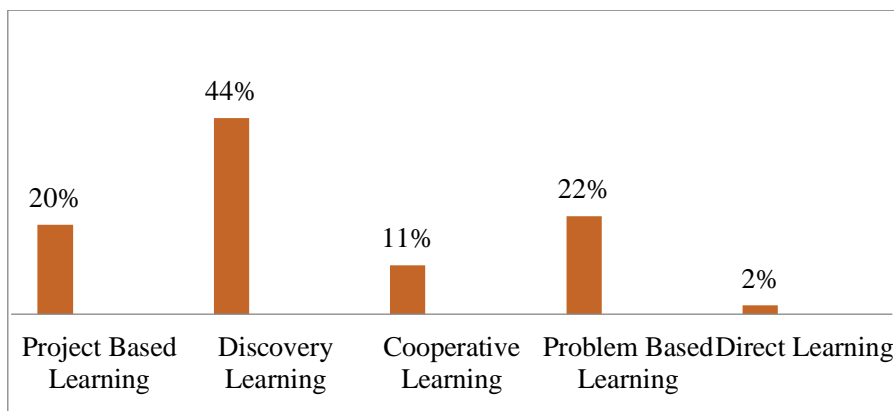 44%
20%
22%
11%
2%
Project Based Discovery Cooperative Problem Based Direct Learning
Learning Learning Learning Learning